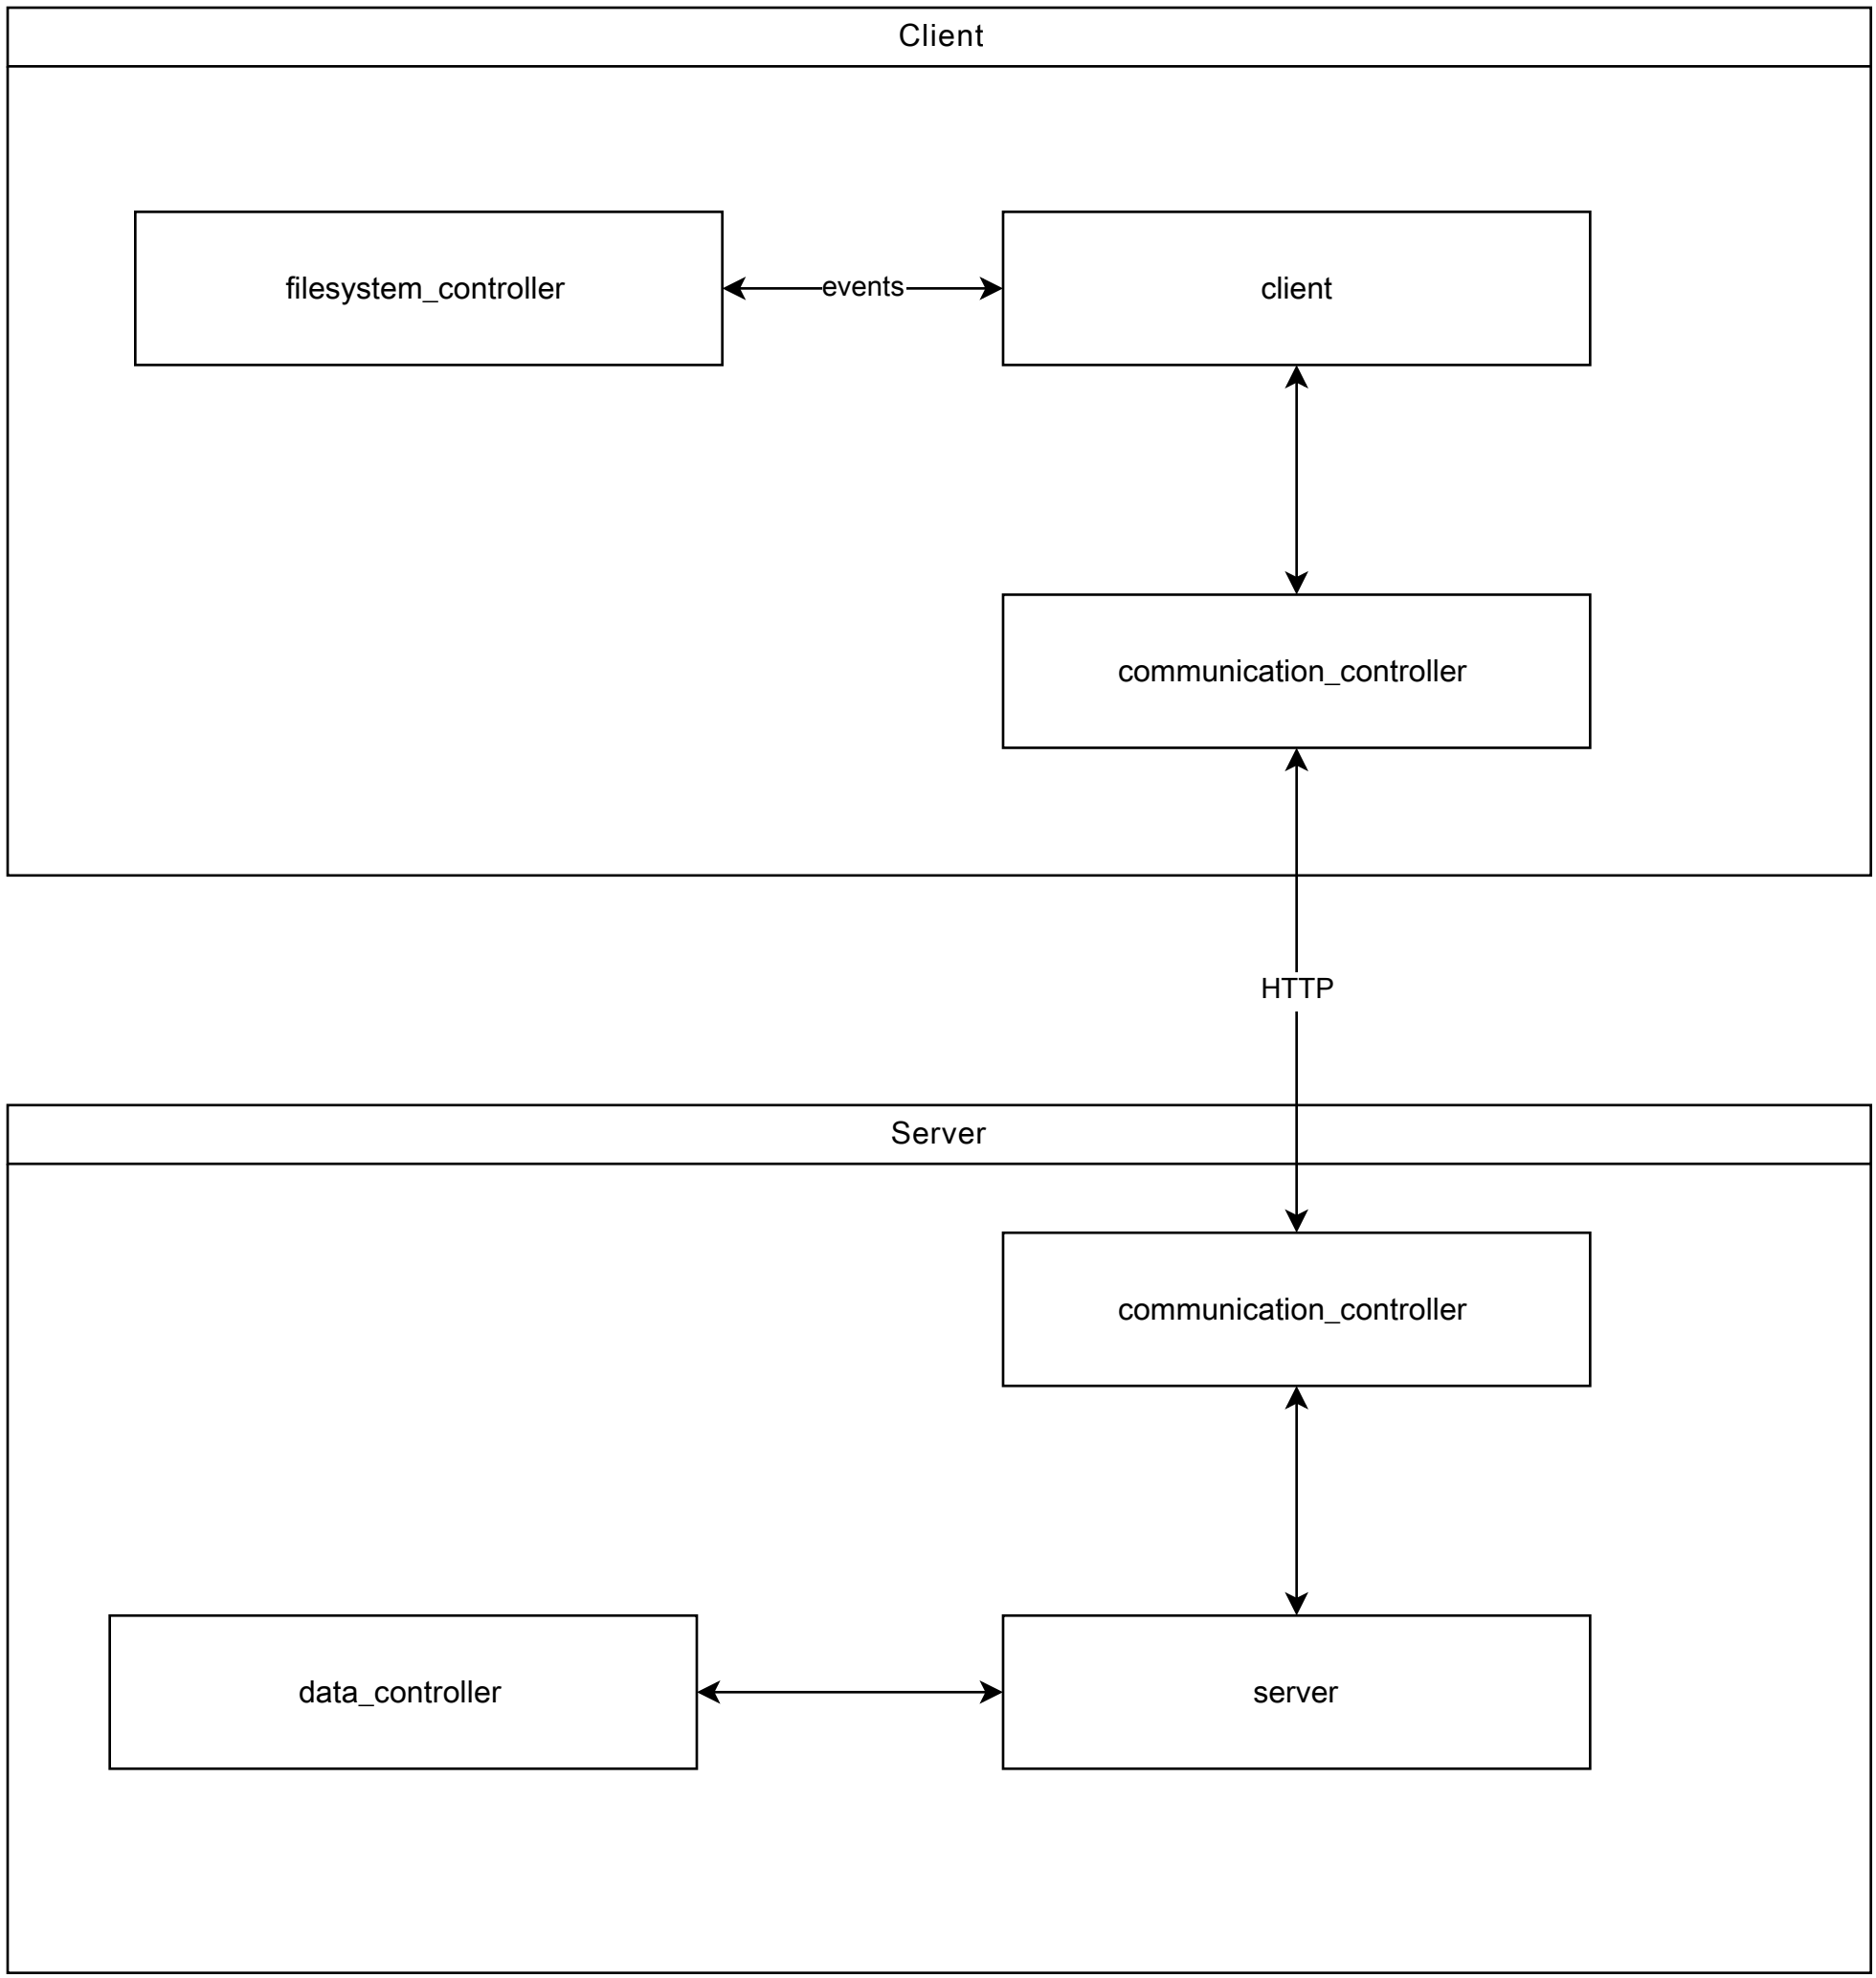 Client
filesystem_controller
events
client
communication_controller
HTTP
Server
communication_controller
data_controller
server